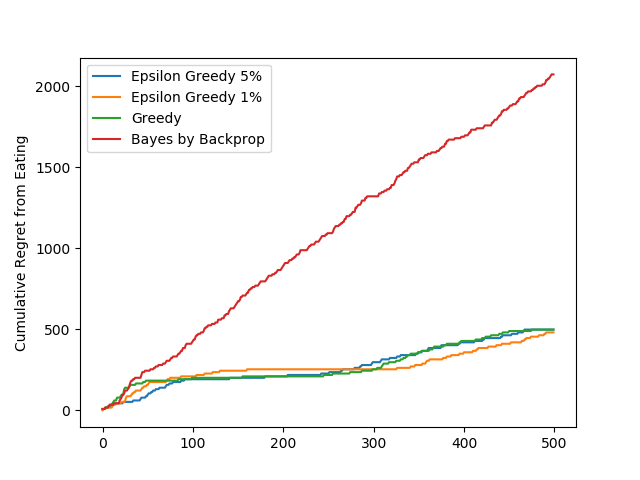 Epsilon Greedy 5%
Epsilon Greedy 1%
Greedy
Bayes by Backprop
Cumulative Regret from Eating
2000
1500
1000
500
0
0 100 200 300 400 500